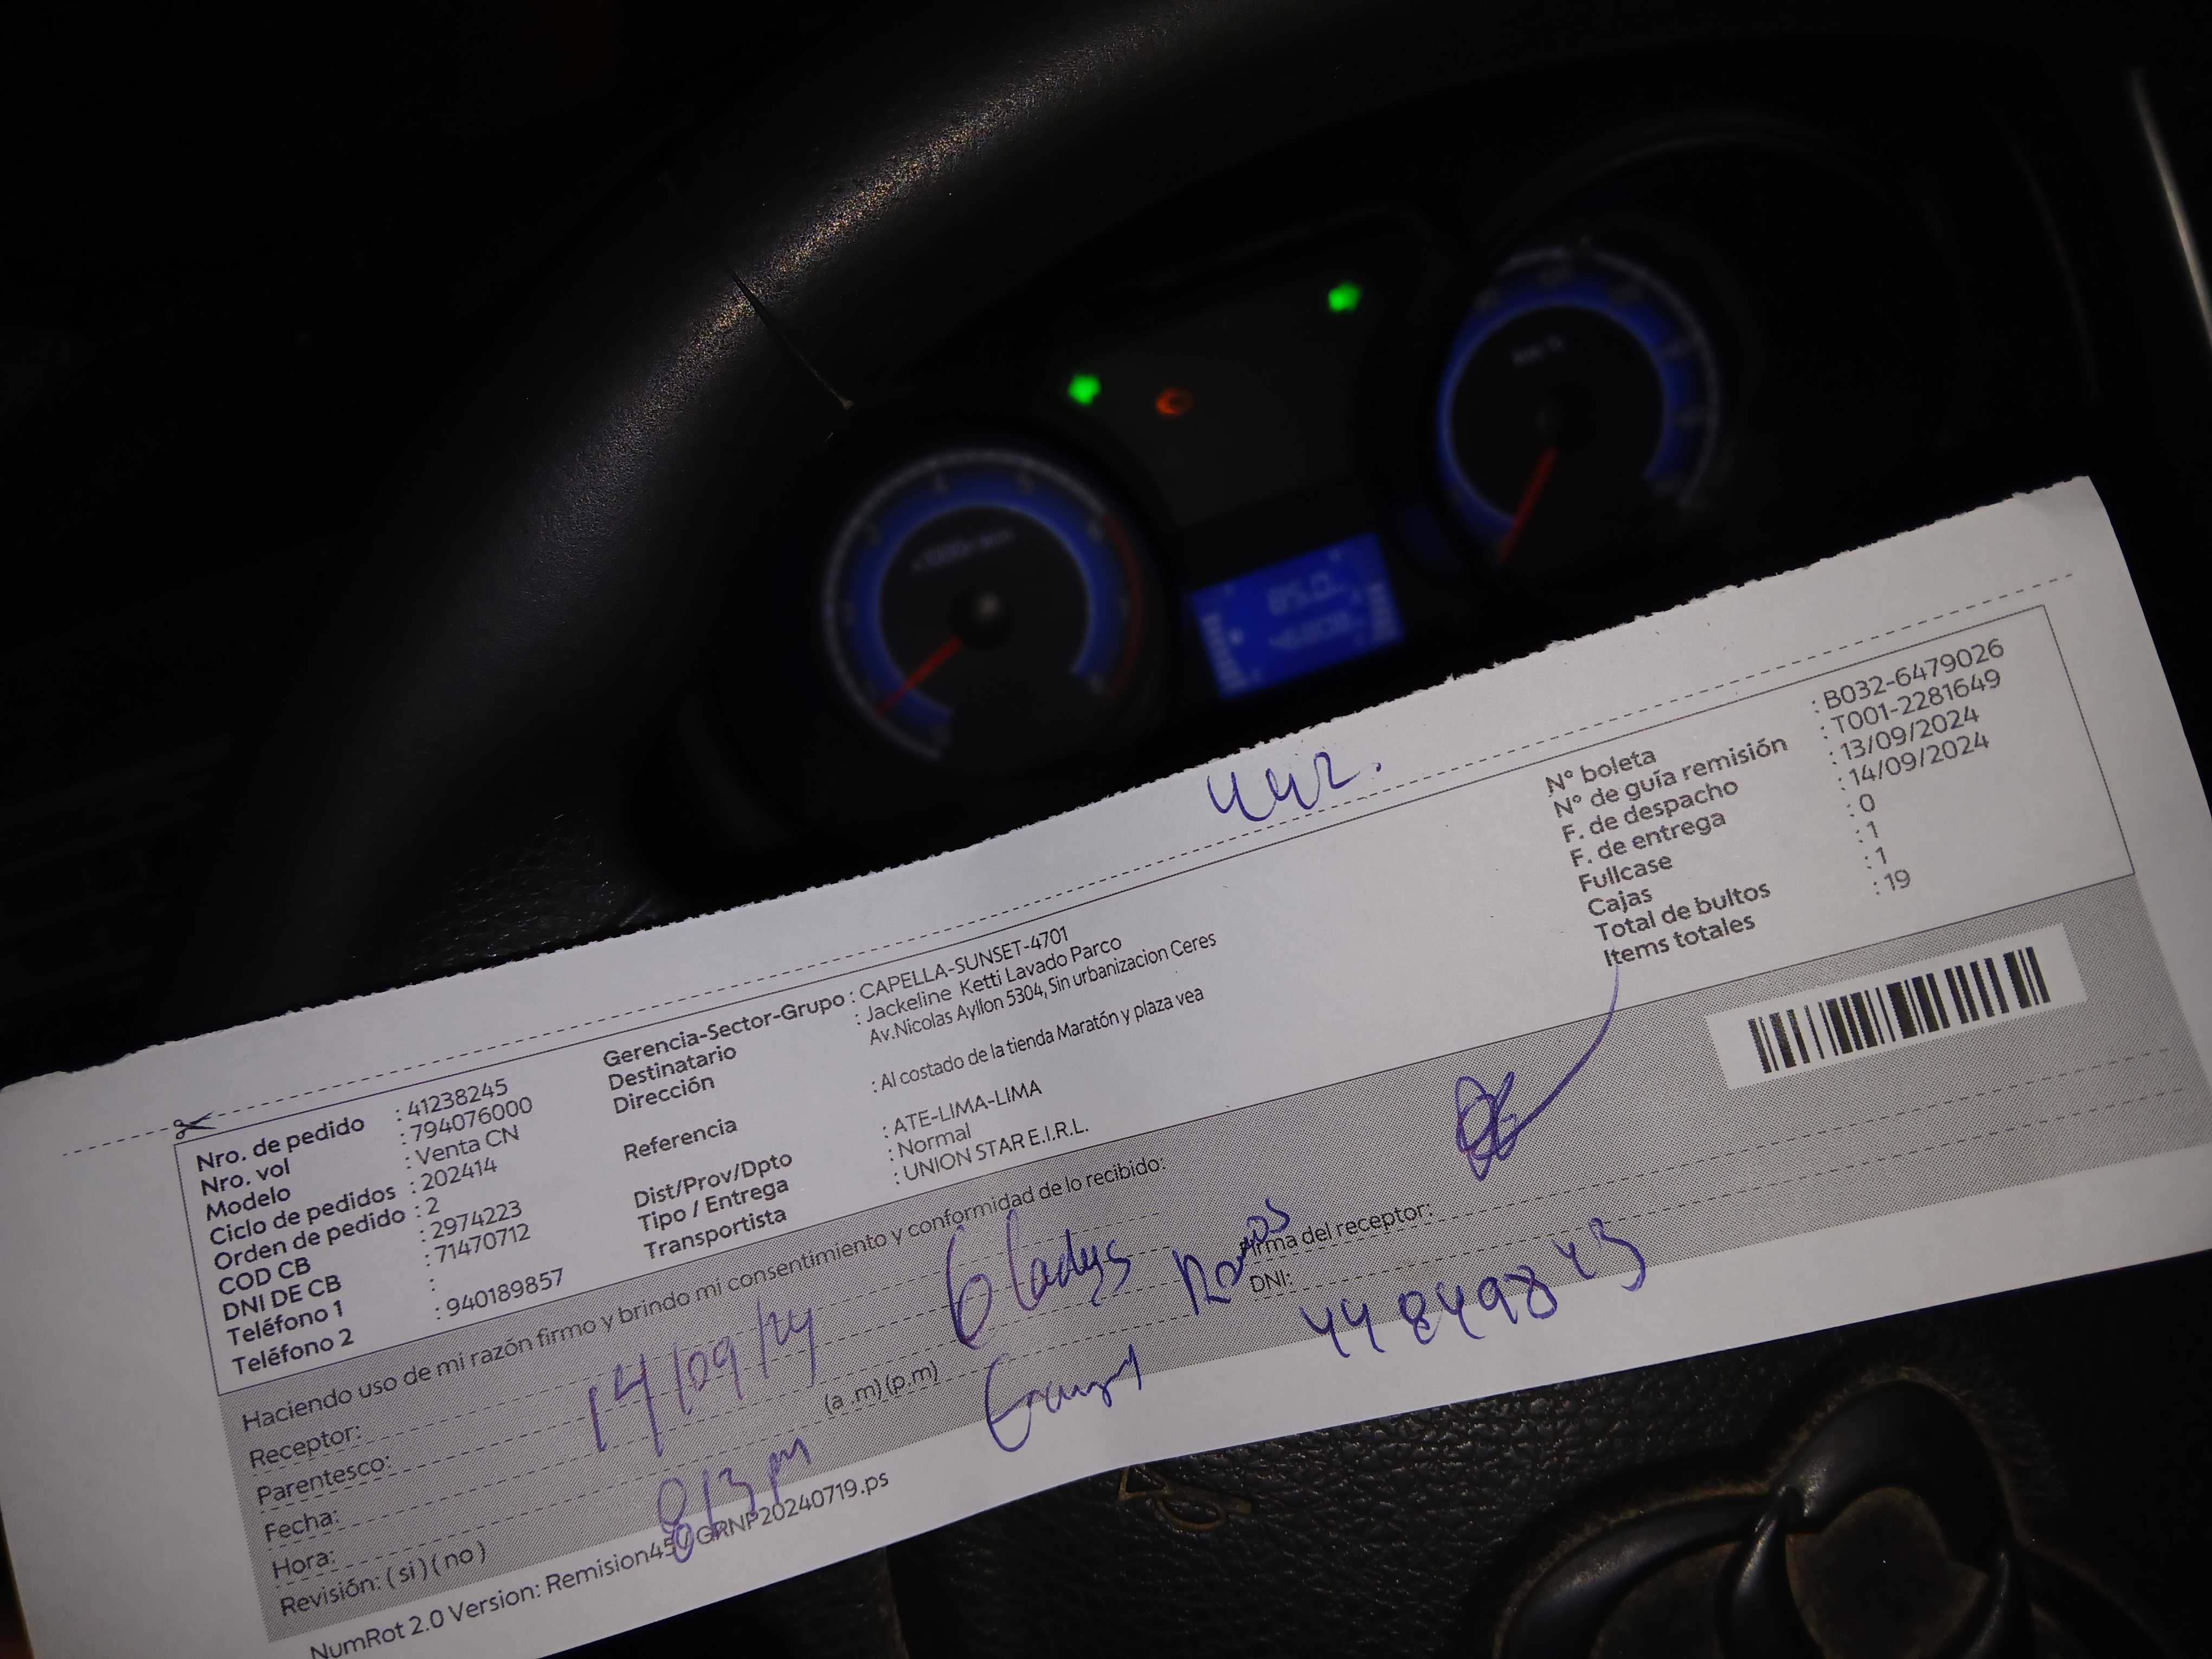 442.
Nro. de pedido : 41238245
Nro. vol : 794076000
Modelo : Venta CN
Ciclo de pedidos : 202414
Orden de pedido : 2
COD CB : 2974223
DNI DE CB : 71470712
Teléfono 1 :
Teléfono 2 : 940189857
Gerencia-Sector-Grupo : CAPELLA-SUNSET-4701
Destinatario : Jackeline Ketti Lavado Parco
Dirección Av.Nicolas Ayllon 5304, Sin urbanizacion Ceres
Referencia : Al costado de la tienda Maratón y plaza vea
Dist/Prov/Dpto : ATE-LIMA-LIMA
Tipo / Entrega : Normal
Transportista : UNION STAR E.I.R.L.
N° boleta : B032-6479026
N° de guía remisión : T001-2281649
F. de despacho : 13/09/2024
F. de entrega : 14/09/2024
Fullcase : 0
Cajas : 1
Total de bultos : 1
Items totales : 19
Haciendo uso de mi razón firmo y brindo mi consentimiento y conformidad de lo recibido:
Receptor: Gladys Ramos
Firma del receptor:
Parentesco:
DNI: 44849843
Fecha: 14/09/24
Hora: (a .m) (p.m) 8 13 pm
Revisión: ( si ) ( no )
NumRot 2.0 Version: Remision45 GRNP20240719.ps